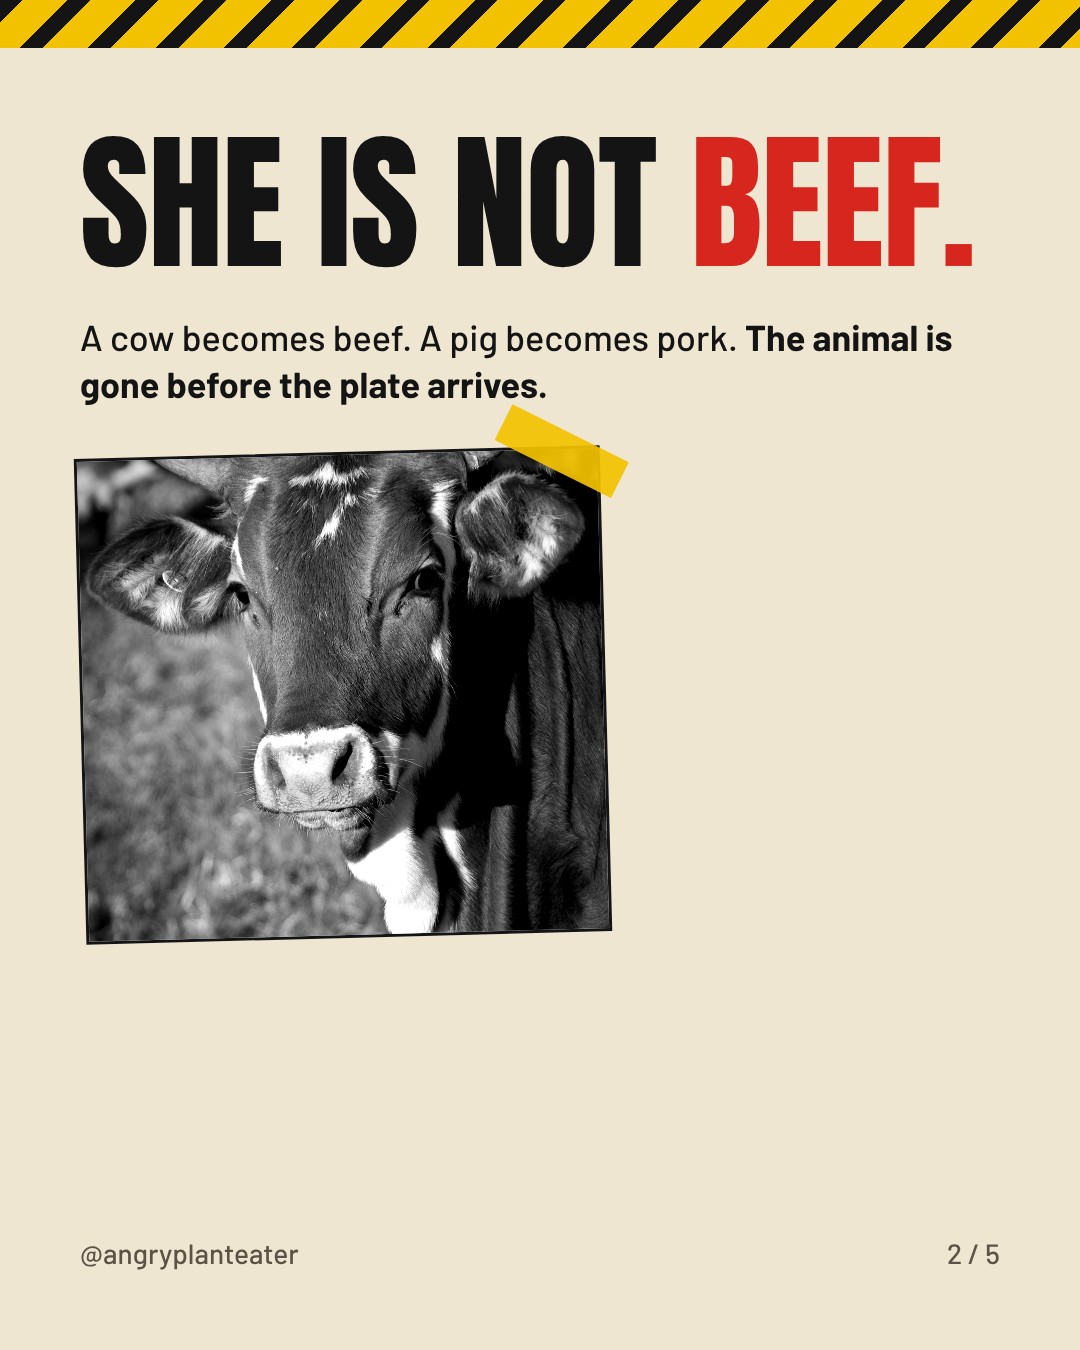 SHE IS NOT BEEF.
A cow becomes beef. A pig becomes pork. The animal is
gone before the plate arrives.
@angryplanteater
2 / 5